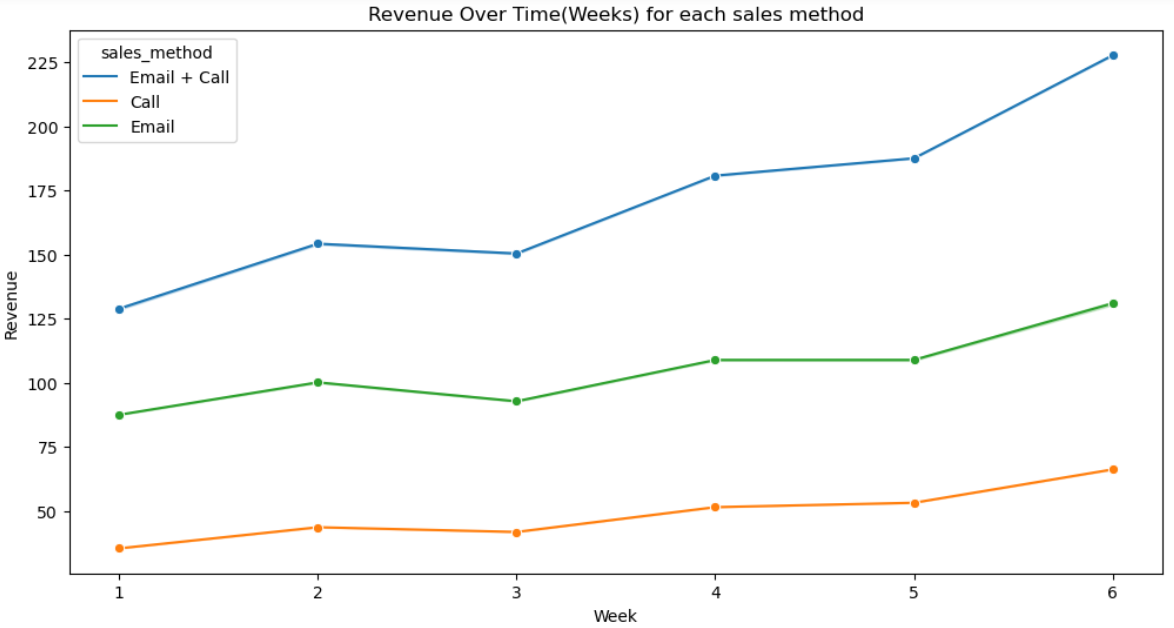 Revenue Over Time(Weeks) for each sales method
sales_method
Email + Call
Call
Email
225
200
175
150
125
100
75
50
Revenue
1 2 3 4 5 6
Week